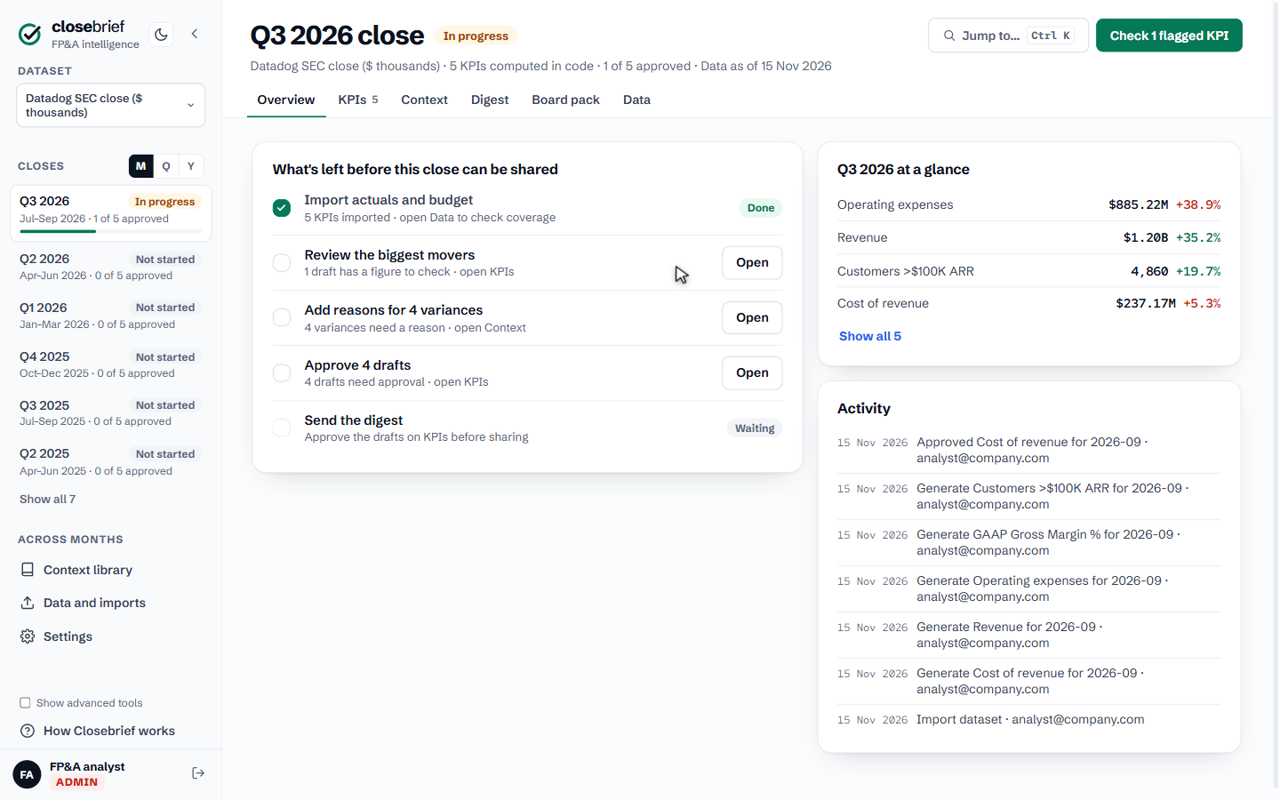 closebrief
FP&A intelligence
DATASET
Datadog SEC close ($
thousands)
CLOSES
M Q Y
Q3 2026 In progress
Jul–Sep 2026 · 1 of 5 approved
Q2 2026 Not started
Apr–Jun 2026 · 0 of 5 approved
Q1 2026 Not started
Jan–Mar 2026 · 0 of 5 approved
Q4 2025 Not started
Oct–Dec 2025 · 0 of 5 approved
Q3 2025 Not started
Jul–Sep 2025 · 0 of 5 approved
Q2 2025 Not started
Apr–Jun 2025 · 0 of 5 approved
Show all 7
ACROSS MONTHS
Context library
Data and imports
Settings
Show advanced tools
How Closebrief works
FA FP&A analyst
ADMIN
Q3 2026 close In progress
Jump to... Ctrl K
Check 1 flagged KPI
Datadog SEC close ($ thousands) · 5 KPIs computed in code · 1 of 5 approved · Data as of 15 Nov 2026
Overview KPIs 5 Context Digest Board pack Data
What's left before this close can be shared
Import actuals and budget
5 KPIs imported · open Data to check coverage
Done
Review the biggest movers
1 draft has a figure to check · open KPIs
Open
Add reasons for 4 variances
4 variances need a reason · open Context
Open
Approve 4 drafts
4 drafts need approval · open KPIs
Open
Send the digest
Approve the drafts on KPIs before sharing
Waiting
Q3 2026 at a glance
Operating expenses $885.22M +38.9%
Revenue $1.20B +35.2%
Customers >$100K ARR 4,860 +19.7%
Cost of revenue $237.17M +5.3%
Show all 5
Activity
15 Nov 2026 Approved Cost of revenue for 2026-09 ·
analyst@company.com
15 Nov 2026 Generate Customers >$100K ARR for 2026-09 ·
analyst@company.com
15 Nov 2026 Generate GAAP Gross Margin % for 2026-09 ·
analyst@company.com
15 Nov 2026 Generate Operating expenses for 2026-09 ·
analyst@company.com
15 Nov 2026 Generate Revenue for 2026-09 ·
analyst@company.com
15 Nov 2026 Generate Cost of revenue for 2026-09 ·
analyst@company.com
15 Nov 2026 Import dataset · analyst@company.com